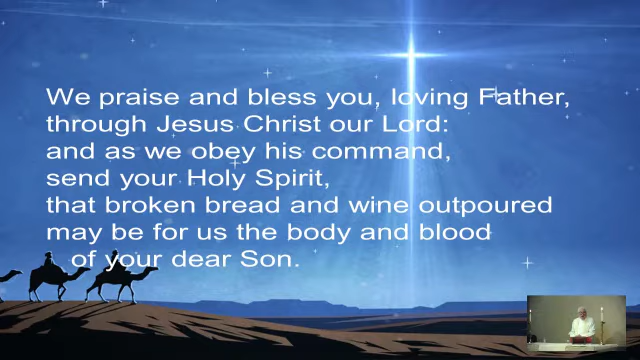 We praise and bless you, loving Father,
through Jesus Christ our Lord:
and as we obey his command,
send your Holy Spirit,
that broken bread and wine outpoured
may be for us the body and blood
of your dear Son.